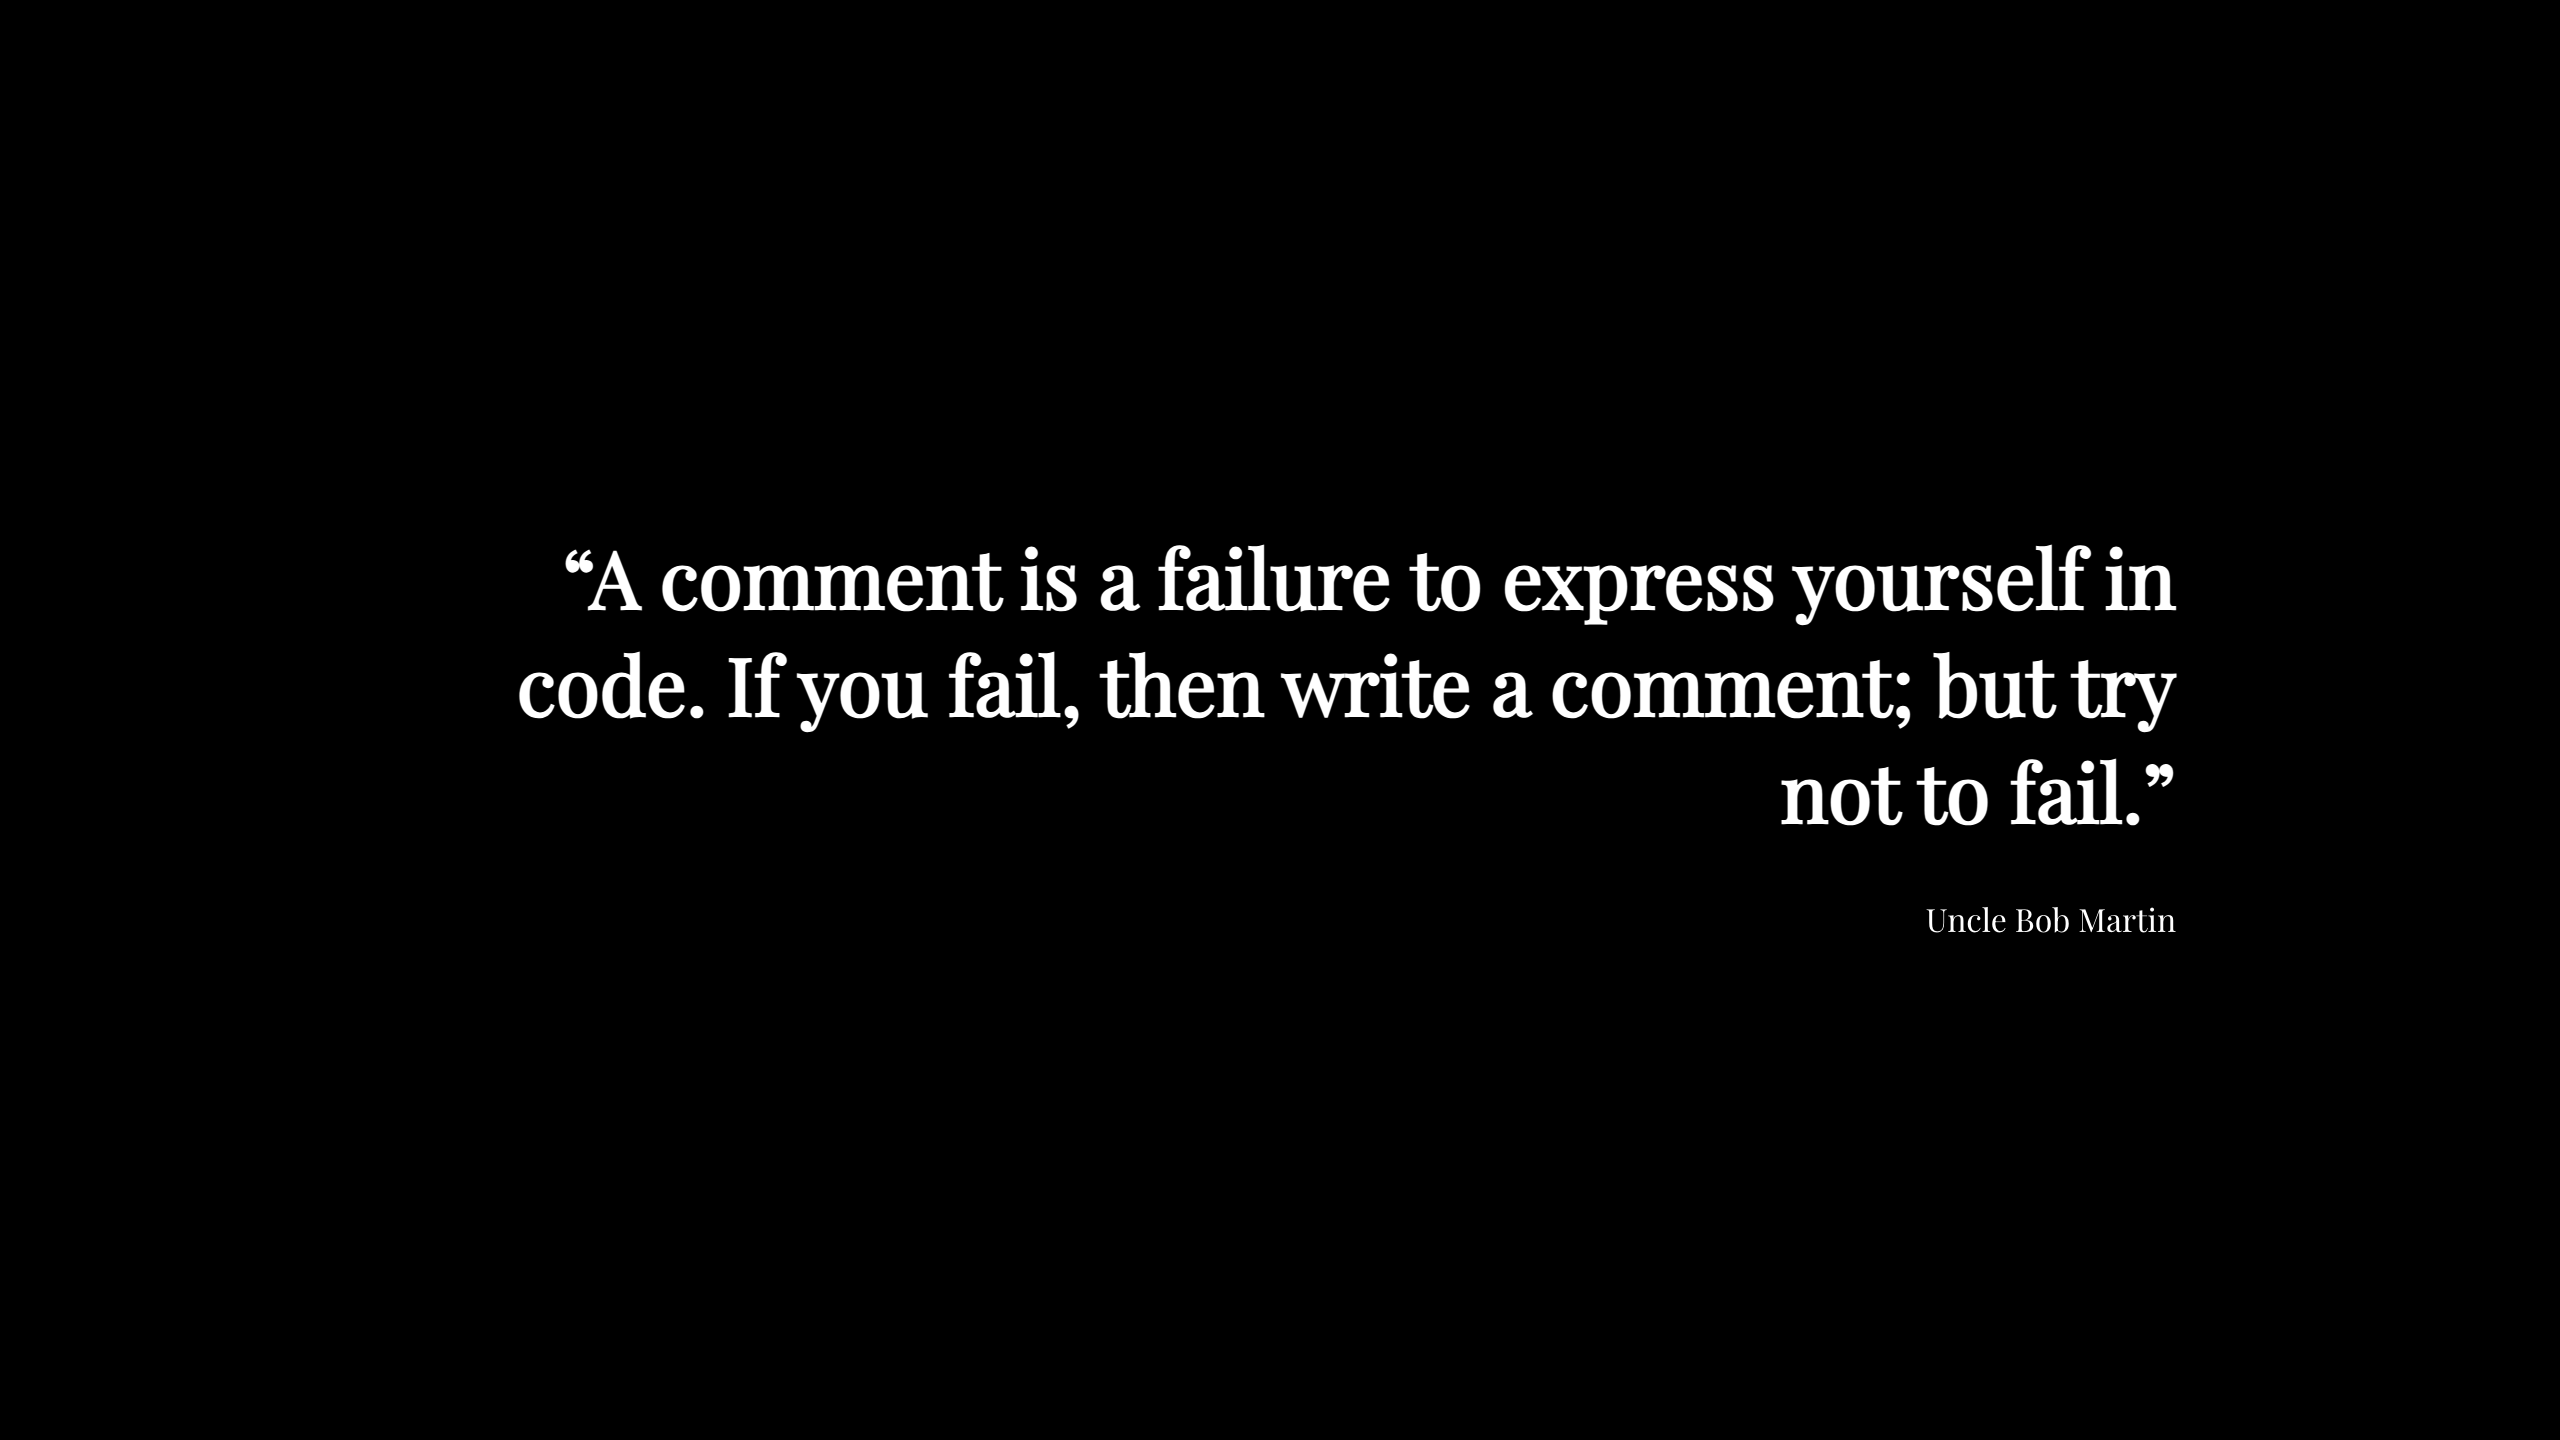 “A comment is a failure to express yourself in
code. If you fail, then write a comment; but try
not to fail.”
Uncle Bob Martin